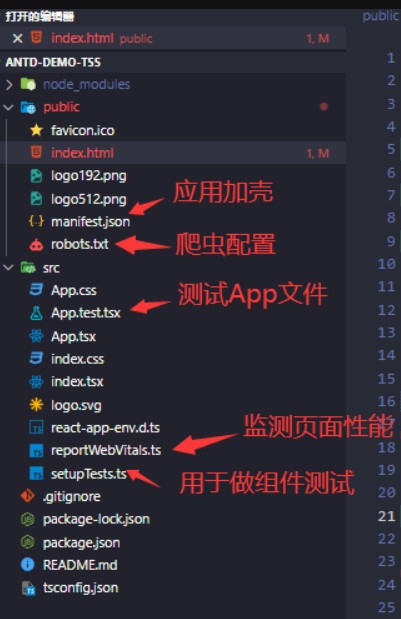 打开的编辑器
public
index.html public 1, M
ANTD-DEMO-TS5
node_modules
public
favicon.ico
index.html 1, M
logo192.png
logo512.png
应用加壳
manifest.json
robots.txt
爬虫配置
src
App.css
测试App文件
App.test.tsx
App.tsx
index.css
index.tsx
logo.svg
react-app-env.d.ts
监测页面性能
reportWebVitals.ts
setupTests.ts
用于做组件测试
.gitignore
package-lock.json
package.json
README.md
tsconfig.json
1
2
3
4
5
6
7
8
9
10
11
12
13
14
15
16
17
18
19
20
21
22
23
24
25